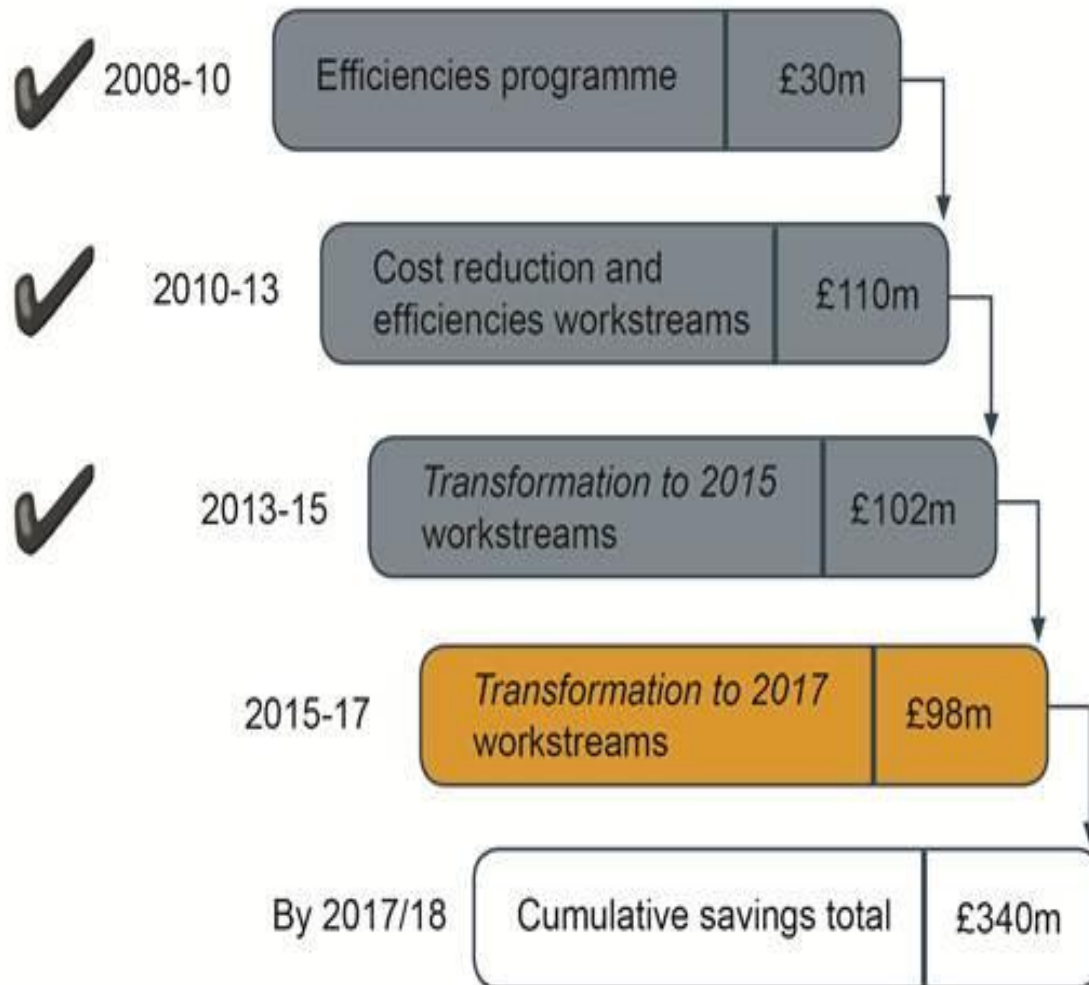 2008-10
Efficiencies programme
£30m
2010-13
Cost reduction and
efficiencies workstreams
£110m
2013-15
Transformation to 2015
workstreams
£102m
2015-17
Transformation to 2017
workstreams
£98m
By 2017/18
Cumulative savings total
£340m